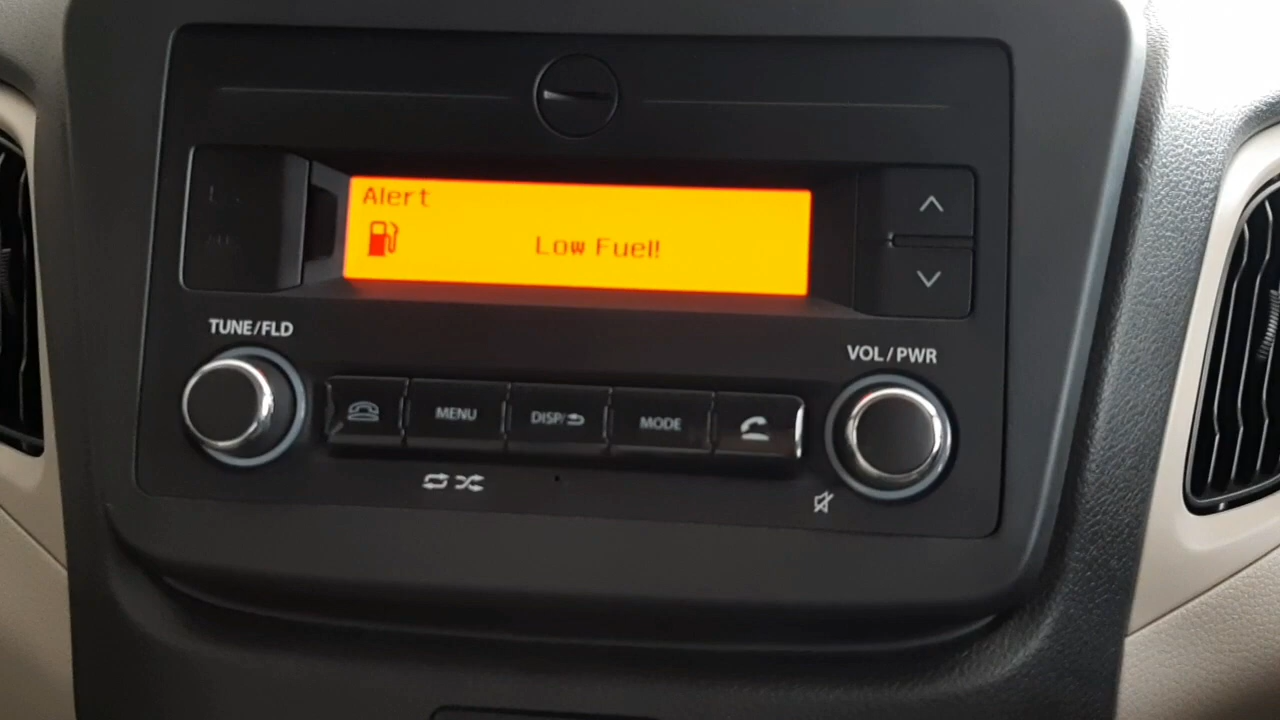 Alert
Low Fuel!
TUNE/FLD
VOL/PWR
MENU
DISP/
MODE